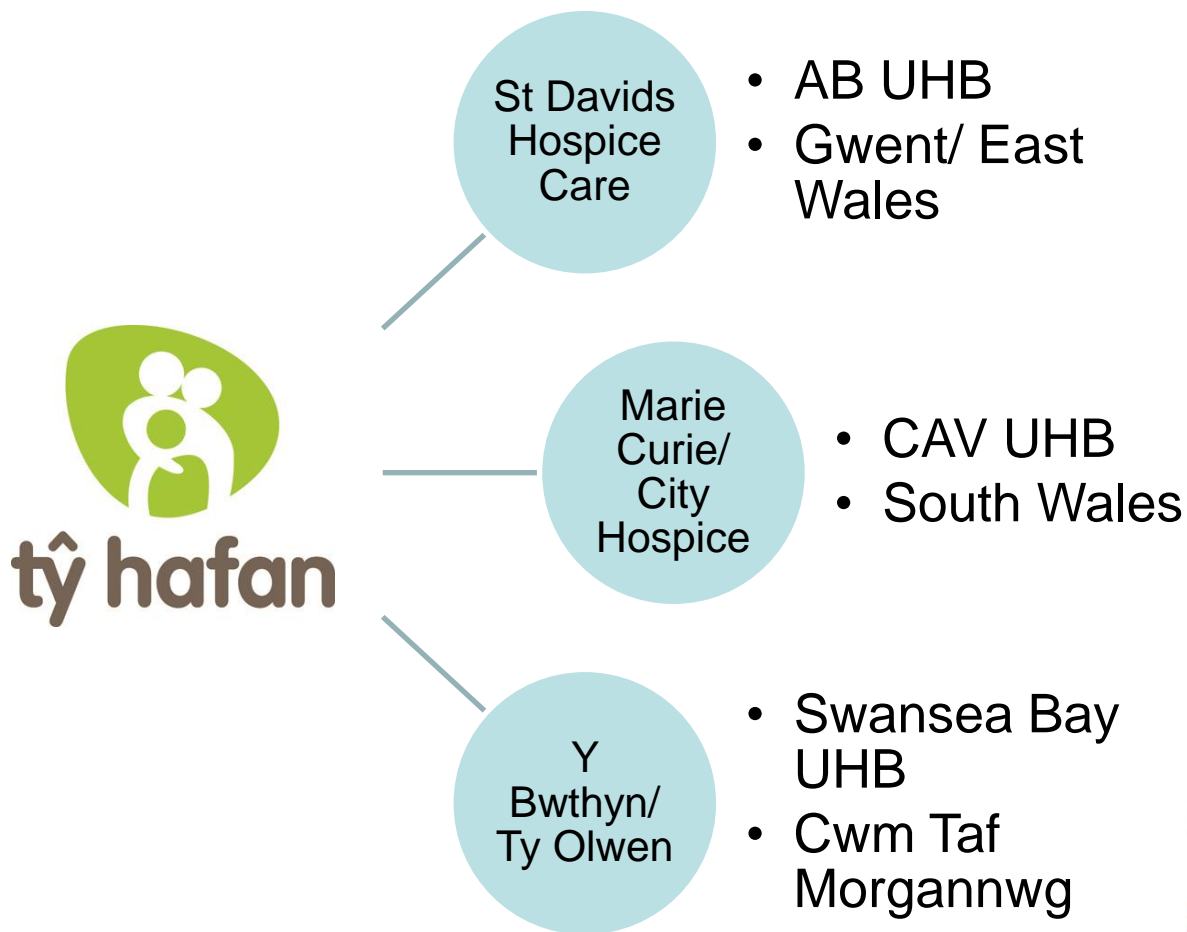 St Davids
Hospice
Care
• AB UHB
• Gwent/ East
Wales
tŷ hafan
Marie
Curie/
City
Hospice
• CAV UHB
• South Wales
Y
Bwthyn/
Ty Olwen
• Swansea Bay
UHB
• Cwm Taf
Morgannwg